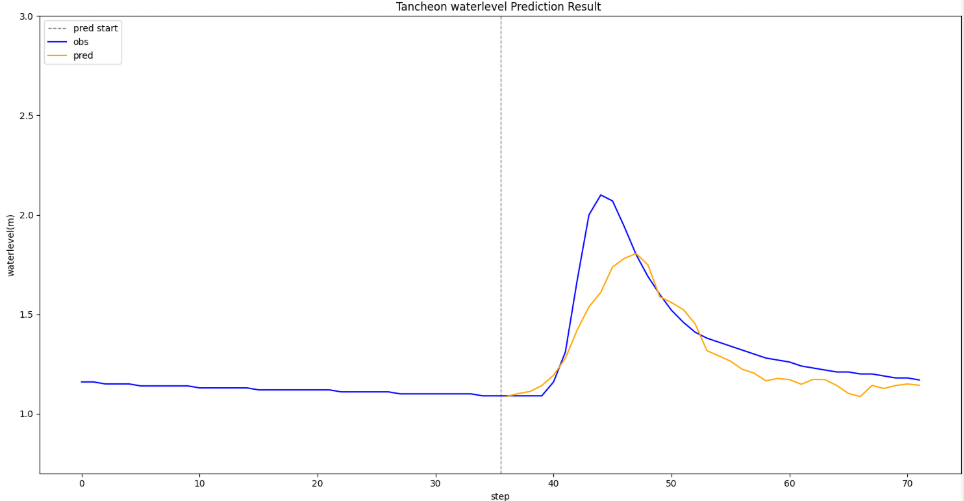 Tancheon waterlevel Prediction Result
pred start
obs
pred
waterlevel(m)
3.0
2.5
2.0
1.5
1.0
0 10 20 30 40 50 60 70
step